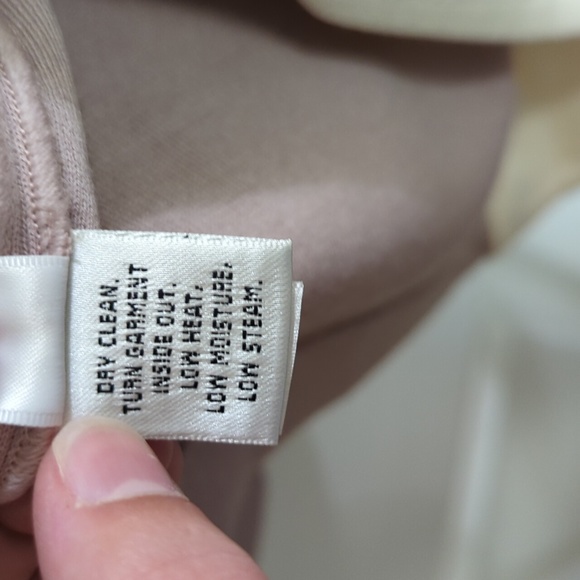 DRY CLEAN,
TURN GARMENT
INSIDE OUT.
LOW HEAT,
LOW MOISTURE,
LOW STEAM.